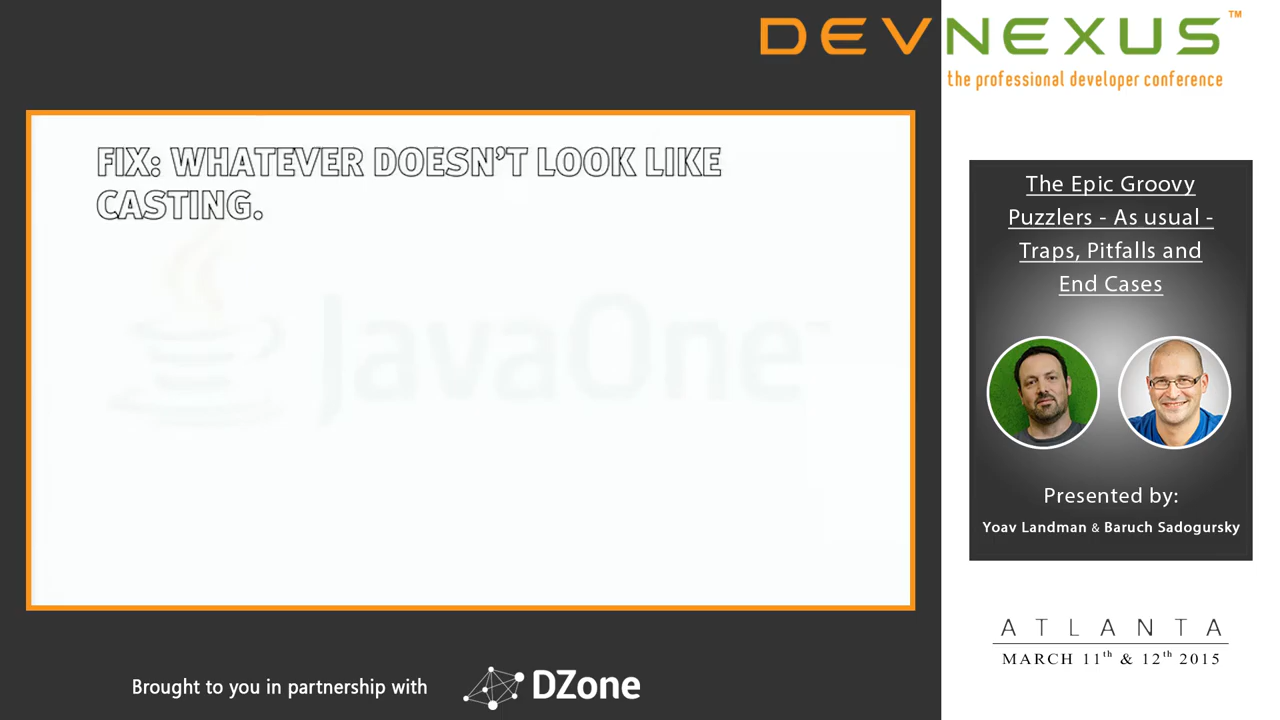 DEVNEXUS™
the professional developer conference
FIX: WHATEVER DOESN'T LOOK LIKE
CASTING.
JavaOne™
The Epic Groovy
Puzzlers - As usual -
Traps, Pitfalls and
End Cases
Presented by:
Yoav Landman & Baruch Sadogursky
ATLANTA
MARCH 11th & 12th 2015
Brought to you in partnership with
DZone